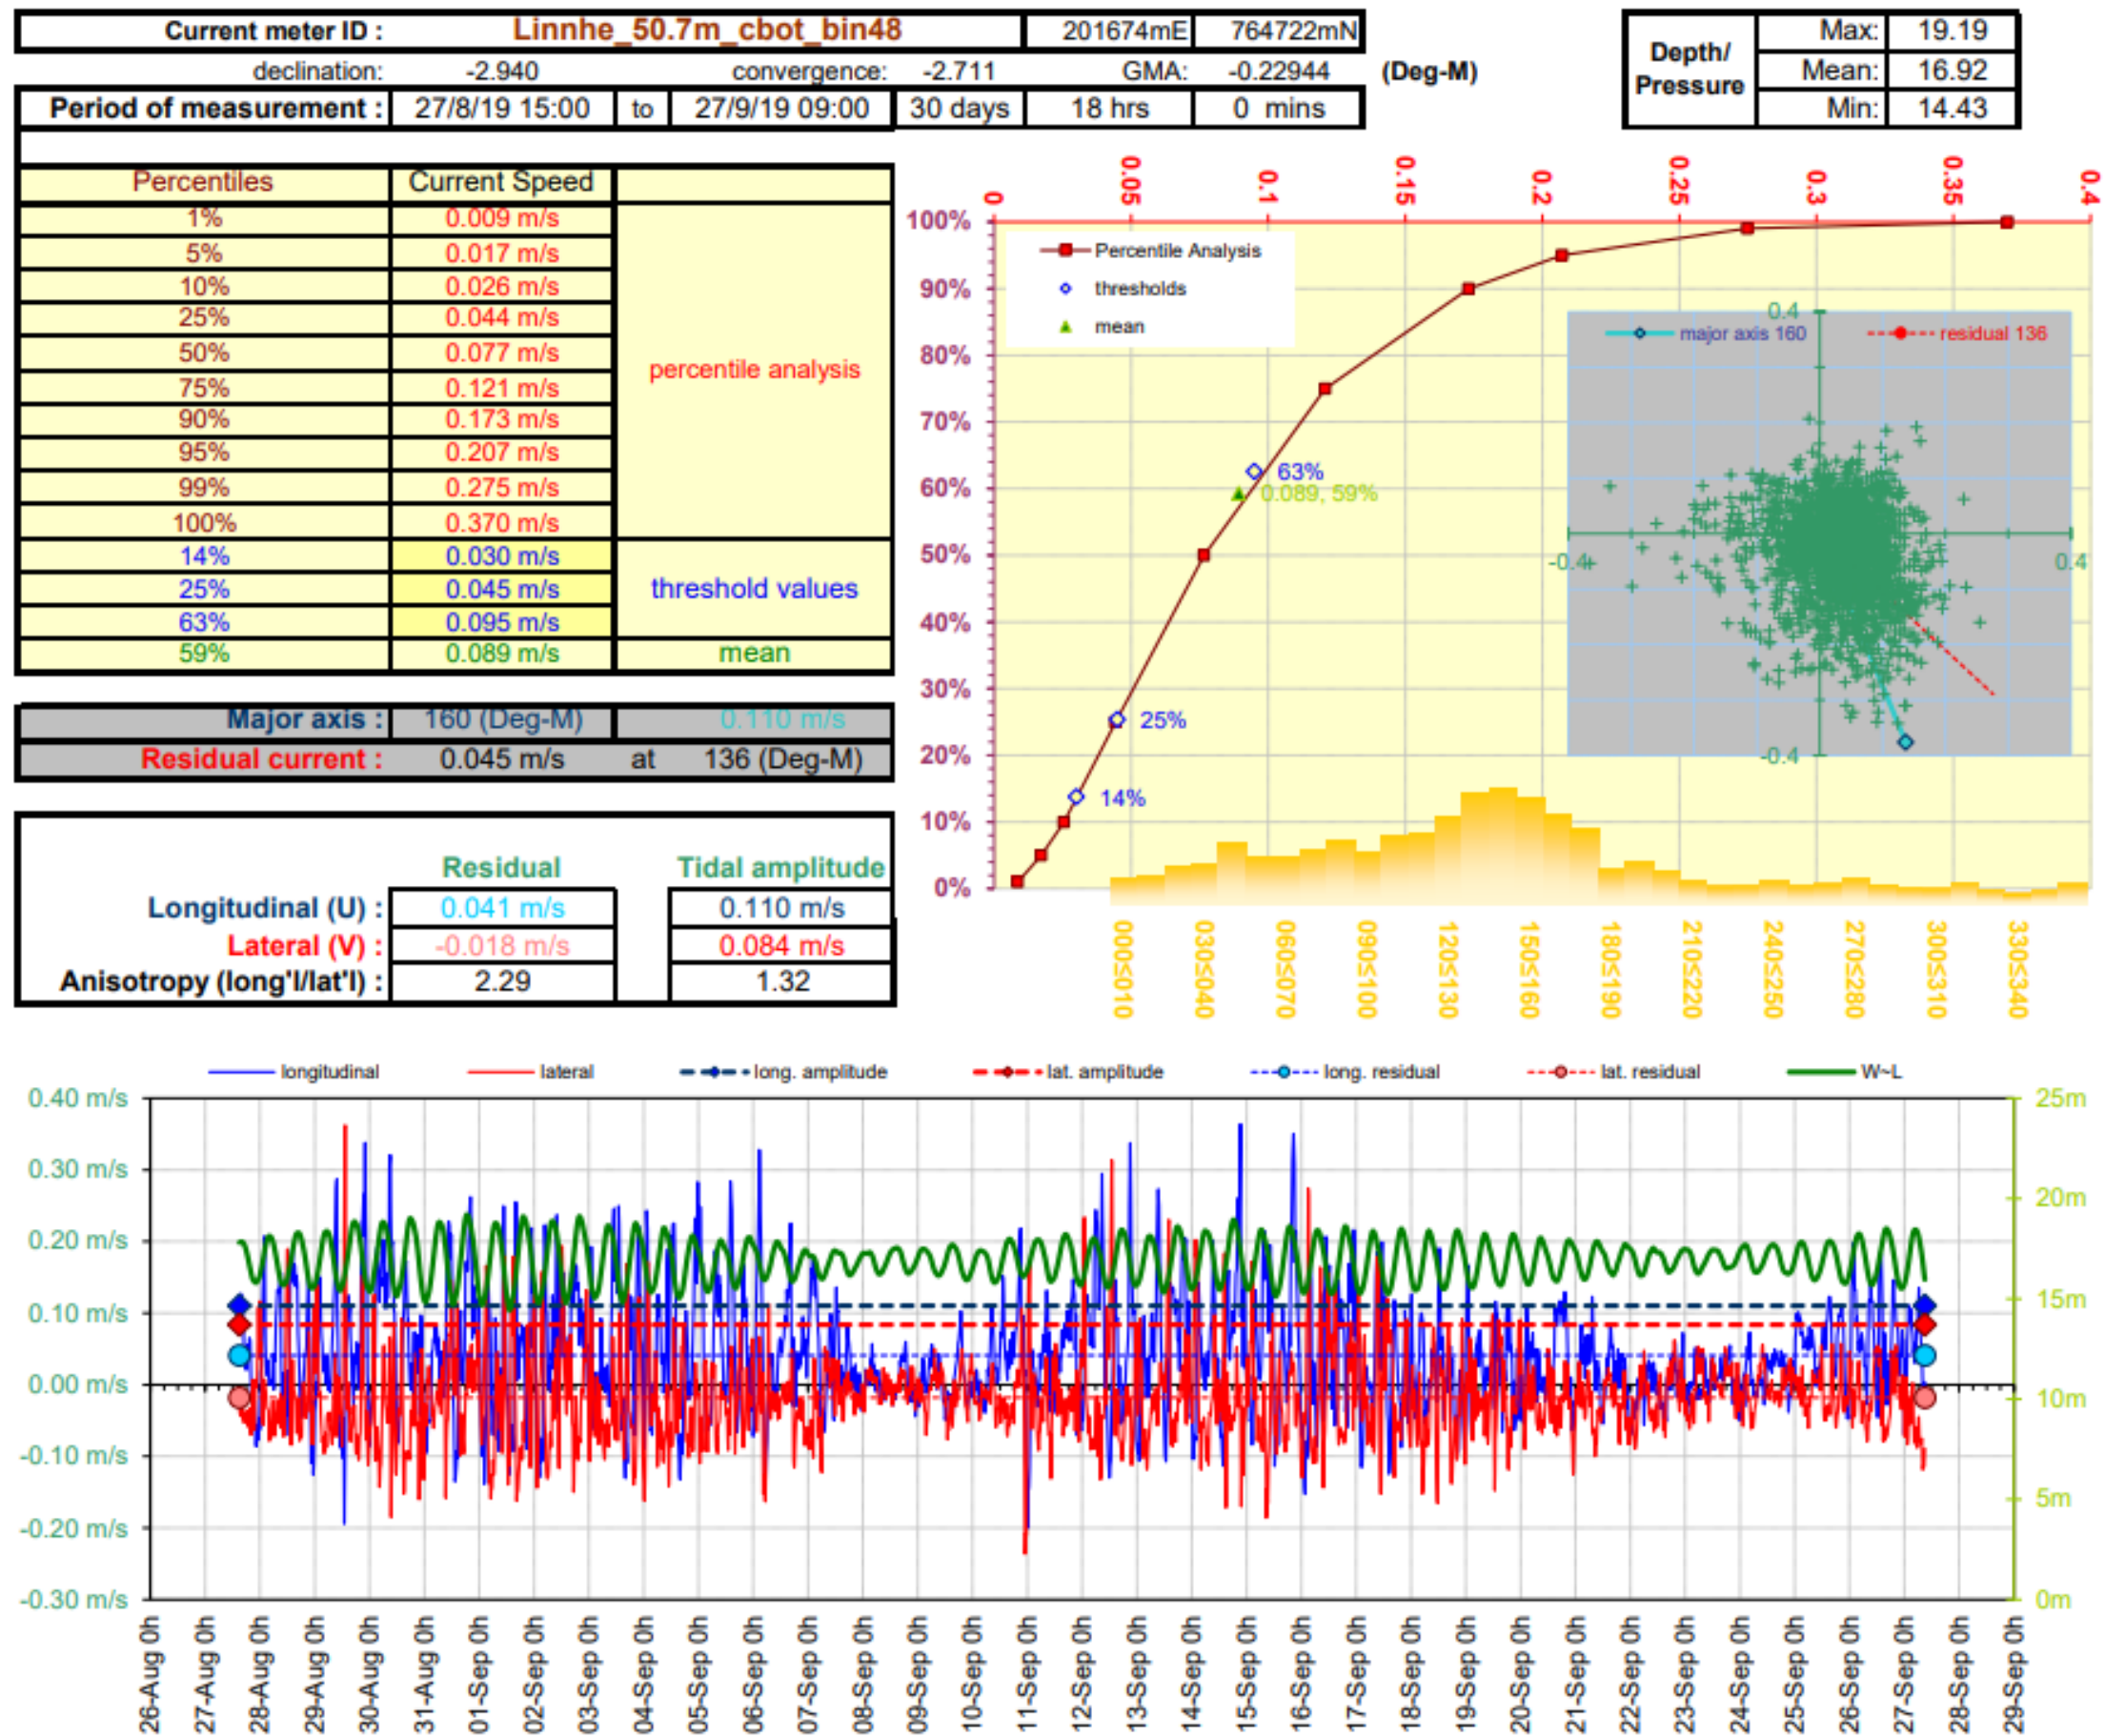 Current meter ID : Linnhe_50.7m_cbot_bin48 201674mE 764722mN
declination: -2.940 convergence: -2.711 GMA: -0.22944 (Deg-M)
Period of measurement : 27/8/19 15:00 to 27/9/19 09:00 30 days 18 hrs 0 mins
Depth/ Pressure
Max: 19.19
Mean: 16.92
Min: 14.43
Percentiles Current Speed
1% 0.009 m/s
5% 0.017 m/s
10% 0.026 m/s
25% 0.044 m/s
50% 0.077 m/s
75% 0.121 m/s
90% 0.173 m/s
95% 0.207 m/s
99% 0.275 m/s
100% 0.370 m/s
percentile analysis
14% 0.030 m/s
25% 0.045 m/s
63% 0.095 m/s
threshold values
59% 0.089 m/s mean
Major axis : 160 (Deg-M) 0.110 m/s
Residual current : 0.045 m/s at 136 (Deg-M)
Residual Tidal amplitude
Longitudinal (U) : 0.041 m/s 0.110 m/s
Lateral (V) : -0.018 m/s 0.084 m/s
Anisotropy (long'l/lat'l) : 2.29 1.32
0 0.05 0.1 0.15 0.2 0.25 0.3 0.35 0.4
100%
90%
80%
70%
60%
50%
40%
30%
20%
10%
0%
Percentile Analysis
thresholds
mean
63%
0.089, 59%
25%
14%
0.4
major axis 160 residual 136
-0.4 0.4
-0.4
000≤010 030≤040 060≤070 090≤100 120≤130 150≤160 180≤190 210≤220 240≤250 270≤280 300≤310 330≤340
longitudinal lateral long. amplitude lat. amplitude long. residual lat. residual W~L
0.40 m/s
0.30 m/s
0.20 m/s
0.10 m/s
0.00 m/s
-0.10 m/s
-0.20 m/s
-0.30 m/s
25m
20m
15m
10m
5m
0m
26-Aug 0h
27-Aug 0h
28-Aug 0h
29-Aug 0h
30-Aug 0h
31-Aug 0h
01-Sep 0h
02-Sep 0h
03-Sep 0h
04-Sep 0h
05-Sep 0h
06-Sep 0h
07-Sep 0h
08-Sep 0h
09-Sep 0h
10-Sep 0h
11-Sep 0h
12-Sep 0h
13-Sep 0h
14-Sep 0h
15-Sep 0h
16-Sep 0h
17-Sep 0h
18-Sep 0h
19-Sep 0h
20-Sep 0h
21-Sep 0h
22-Sep 0h
23-Sep 0h
24-Sep 0h
25-Sep 0h
26-Sep 0h
27-Sep 0h
28-Sep 0h
29-Sep 0h